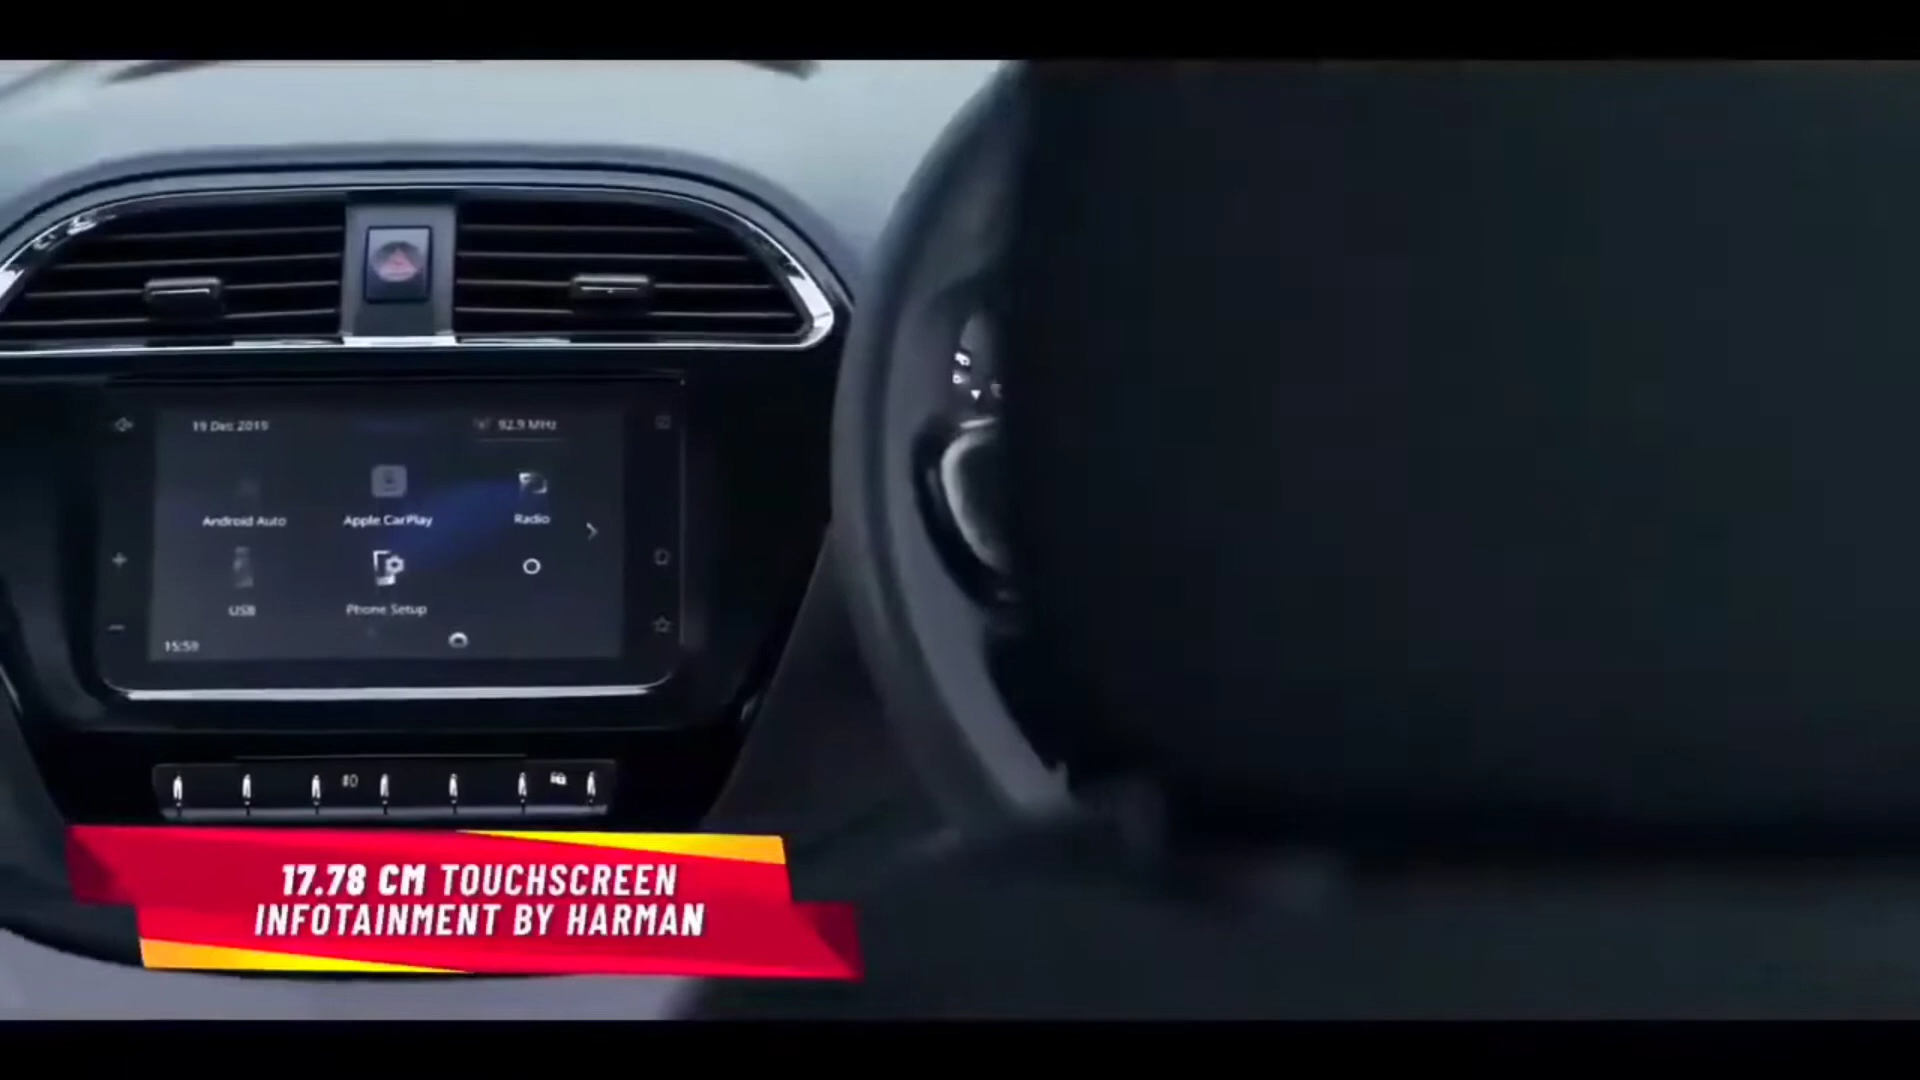 19 Dec 2019
92.9 MHz
Android Auto
Apple CarPlay
Radio
USB
Phone Setup
15:59
17.78 CM TOUCHSCREEN
INFOTAINMENT BY HARMAN